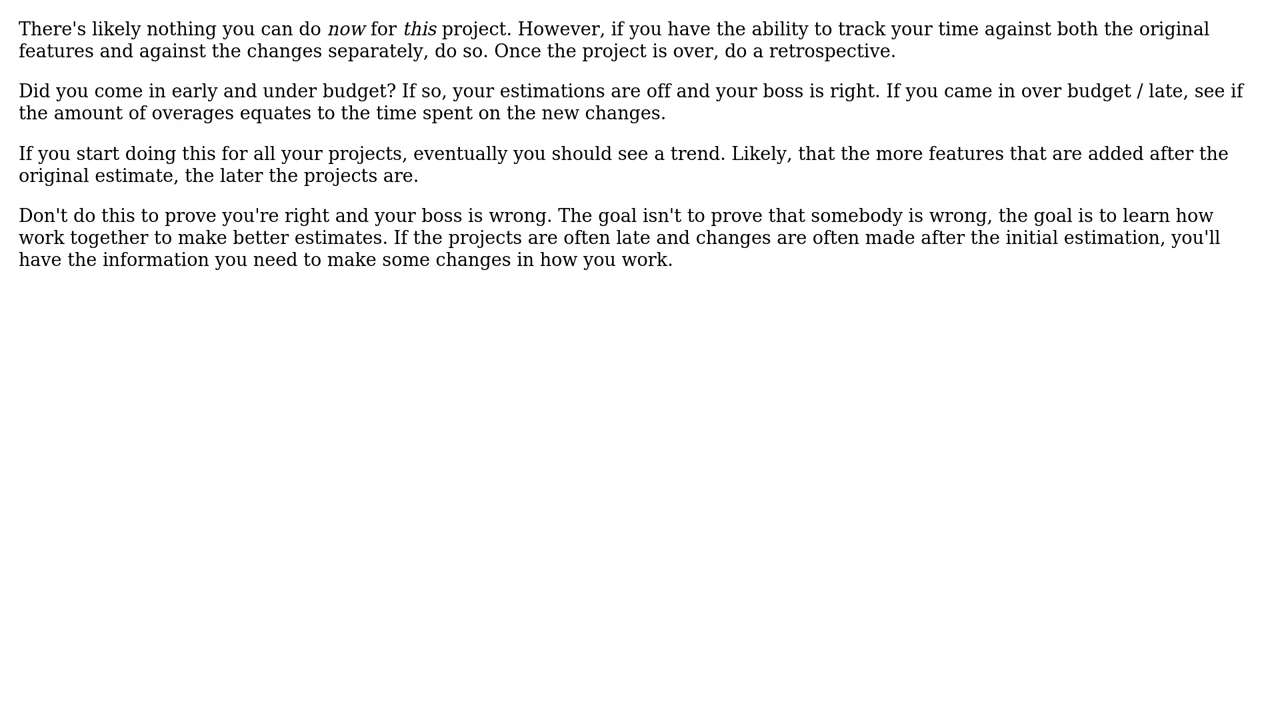 There's likely nothing you can do now for this project. However, if you have the ability to track your time against both the original
features and against the changes separately, do so. Once the project is over, do a retrospective.
Did you come in early and under budget? If so, your estimations are off and your boss is right. If you came in over budget / late, see if
the amount of overages equates to the time spent on the new changes.
If you start doing this for all your projects, eventually you should see a trend. Likely, that the more features that are added after the
original estimate, the later the projects are.
Don't do this to prove you're right and your boss is wrong. The goal isn't to prove that somebody is wrong, the goal is to learn how
work together to make better estimates. If the projects are often late and changes are often made after the initial estimation, you'll
have the information you need to make some changes in how you work.